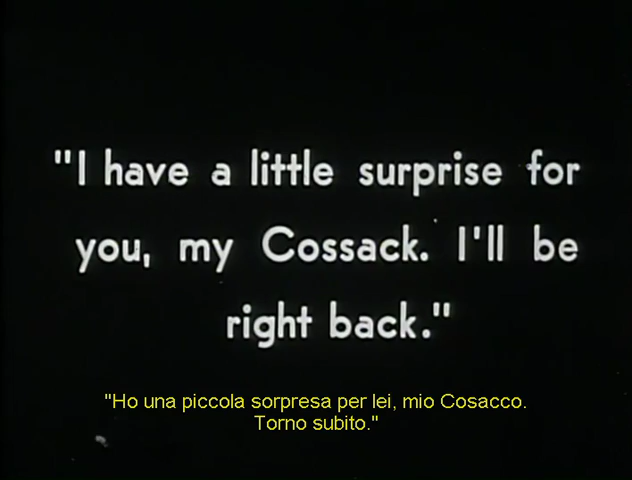 "I have a little surprise for
you, my Cossack. I'll be
right back."
"Ho una piccola sorpresa per lei, mio Cosacco.
Torno subito."